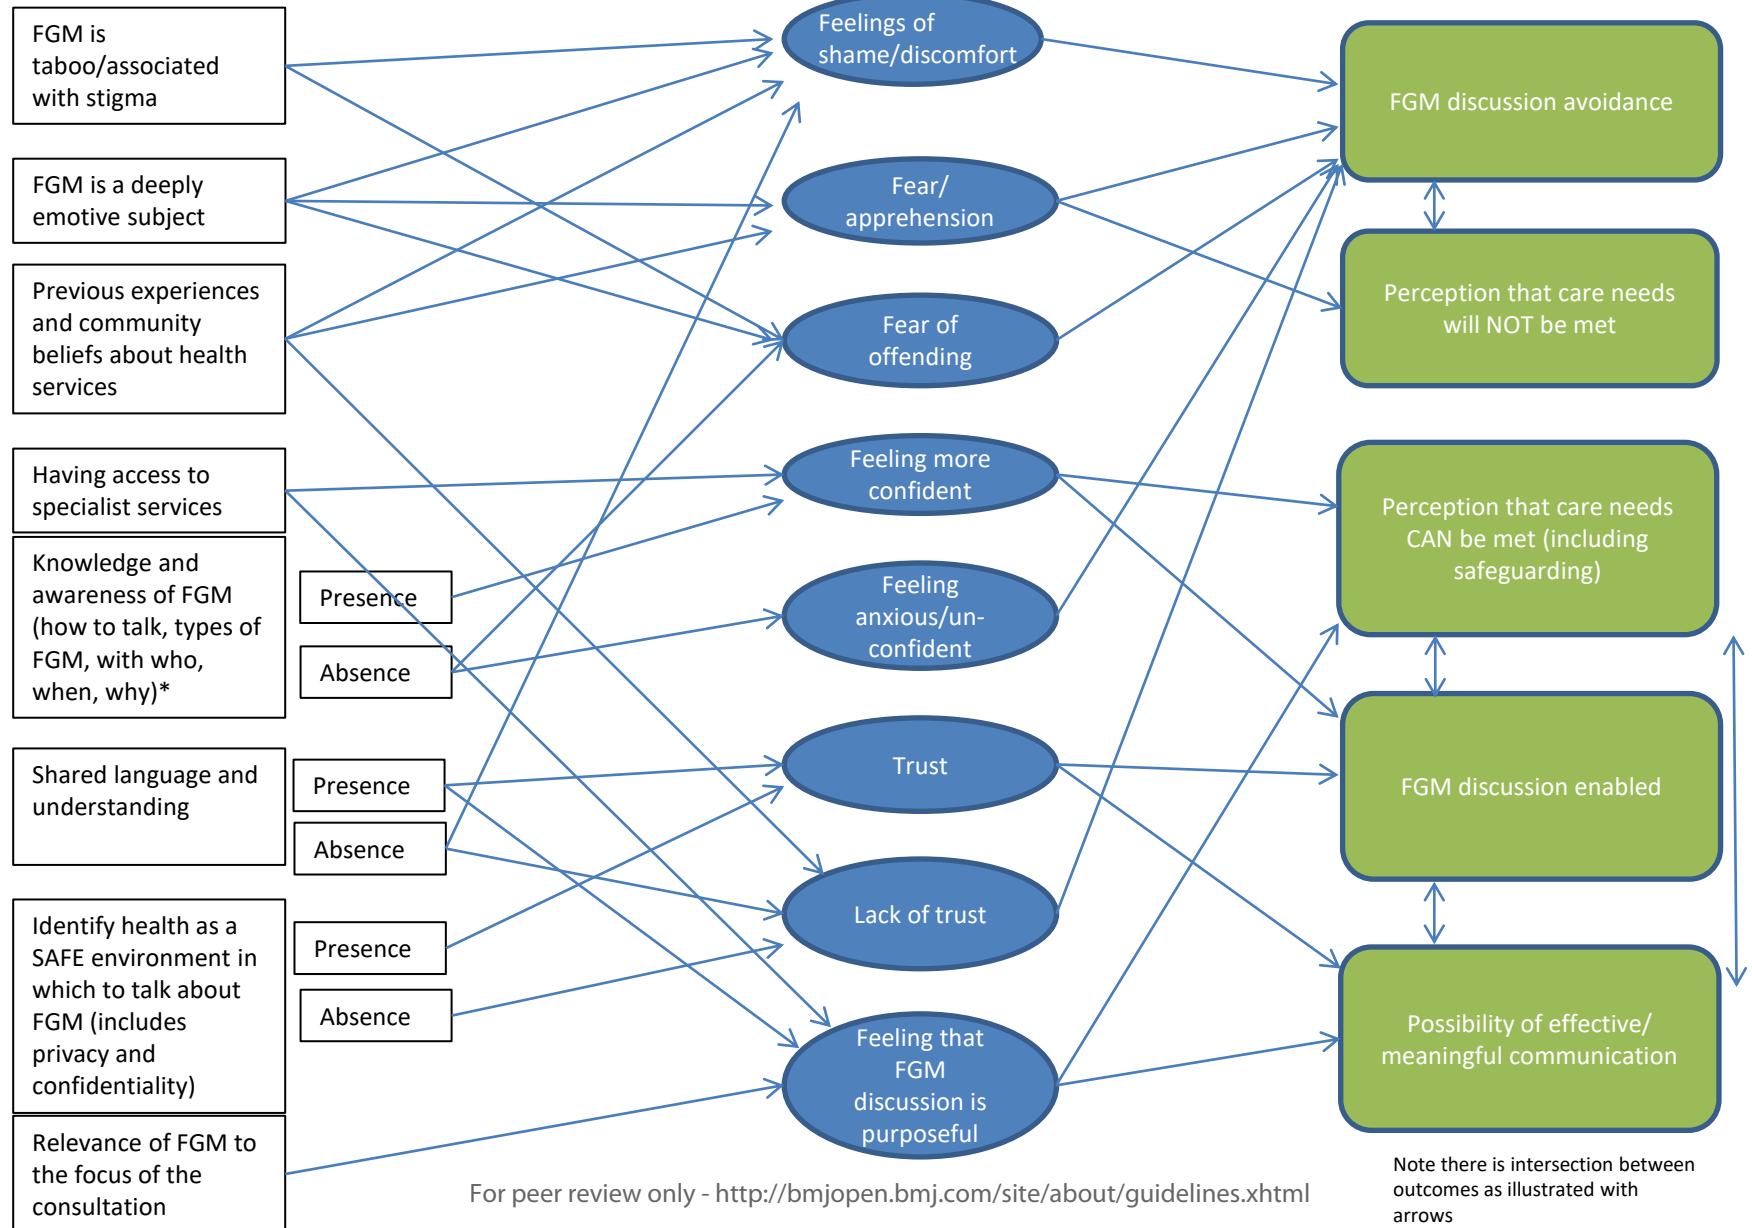 FGM is
taboo/associated
with stigma
FGM is a deeply
emotive subject
Previous experiences
and community
beliefs about health
services
Having access to
specialist services
Knowledge and
awareness of FGM
(how to talk, types of
FGM, with who,
when, why)*
Presence
Absence
Shared language and
understanding
Presence
Absence
Identify health as a
SAFE environment in
which to talk about
FGM (includes
privacy and
confidentiality)
Presence
Absence
Relevance of FGM to
the focus of the
consultation
Feelings of
shame/discomfort
Fear/
apprehension
Fear of
offending
Feeling more
confident
Feeling
anxious/un-
confident
Trust
Lack of trust
Feeling that
FGM
discussion is
purposeful
FGM discussion avoidance
Perception that care needs
will NOT be met
Perception that care needs
CAN be met (including
safeguarding)
FGM discussion enabled
Possibility of effective/
meaningful communication
Note there is intersection between
outcomes as illustrated with
arrows
For peer review only - http://bmjopen.bmj.com/site/about/guidelines.xhtml